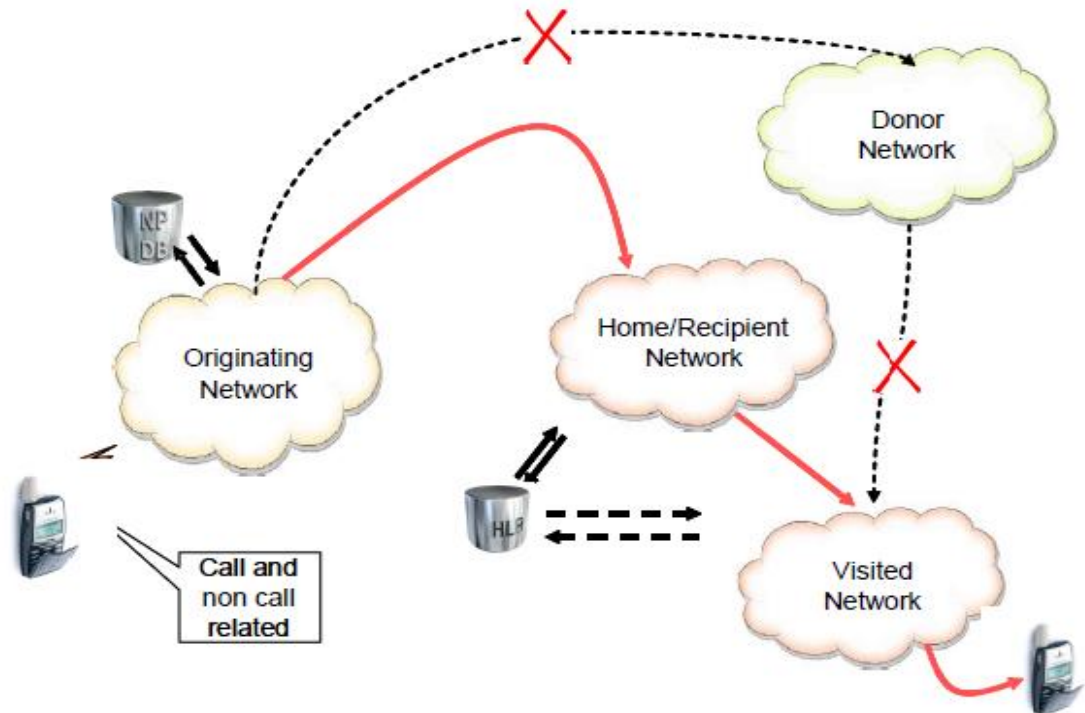 Donor
Network
NP
DB
Originating
Network
Home/Recipient
Network
HLR
Call and
non call
related
Visited
Network